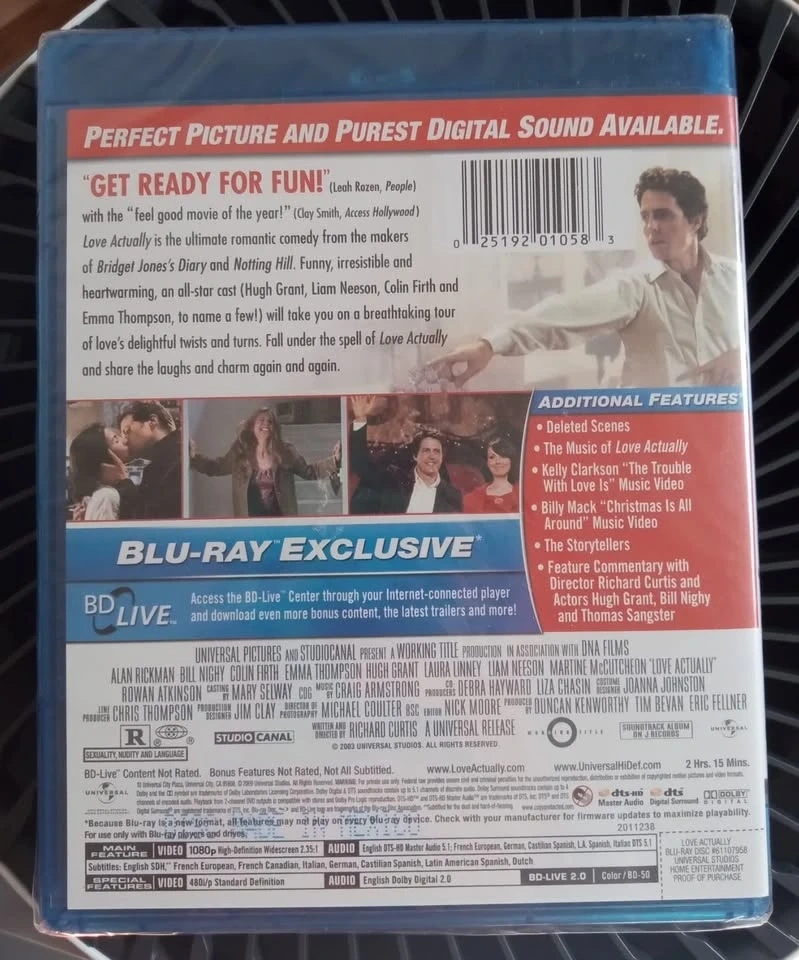 PERFECT PICTURE AND PUREST DIGITAL SOUND AVAILABLE.
"GET READY FOR FUN!" (Leah Rozen, People)
with the "feel good movie of the year!" (Clay Smith, Access Hollywood)
Love Actually is the ultimate romantic comedy from the makers
of Bridget Jones's Diary and Notting Hill. Funny, irresistible and
heartwarming, an all-star cast (Hugh Grant, Liam Neeson, Colin Firth and
Emma Thompson, to name a few!) will take you on a breathtaking tour
of love's delightful twists and turns. Fall under the spell of Love Actually
and share the laughs and charm again and again.
0 25192 01058 3
ADDITIONAL FEATURES
• Deleted Scenes
• The Music of Love Actually
• Kelly Clarkson "The Trouble
With Love Is" Music Video
• Billy Mack "Christmas Is All
Around" Music Video
• The Storytellers
• Feature Commentary with
Director Richard Curtis and
Actors Hugh Grant, Bill Nighy
and Thomas Sangster
BLU-RAY™ EXCLUSIVE*
BD LIVE™
Access the BD-Live™ Center through your Internet-connected player
and download even more bonus content, the latest trailers and more!
UNIVERSAL PICTURES AND STUDIOCANAL PRESENT A WORKING TITLE PRODUCTION IN ASSOCIATION WITH DNA FILMS
ALAN RICKMAN BILL NIGHY COLIN FIRTH EMMA THOMPSON HUGH GRANT LAURA LINNEY LIAM NEESON MARTINE McCUTCHEON "LOVE ACTUALLY"
ROWAN ATKINSON CASTING BY MARY SELWAY CDG MUSIC BY CRAIG ARMSTRONG CO-PRODUCERS DEBRA HAYWARD LIZA CHASIN COSTUME DESIGNER JOANNA JOHNSTON
LINE PRODUCER CHRIS THOMPSON PRODUCTION DESIGNER JIM CLAY DIRECTOR OF PHOTOGRAPHY MICHAEL COULTER BSC EDITOR NICK MOORE PRODUCED BY DUNCAN KENWORTHY TIM BEVAN ERIC FELLNER
WRITTEN AND DIRECTED BY RICHARD CURTIS A UNIVERSAL RELEASE
© 2003 UNIVERSAL STUDIOS. ALL RIGHTS RESERVED.
R
SEXUALITY, NUDITY AND LANGUAGE
STUDIO CANAL
WORKING TITLE
SOUNDTRACK ALBUM
ON J RECORDS
UNIVERSAL
BD-Live™ Content Not Rated. Bonus Features Not Rated, Not All Subtitled. www.LoveActually.com www.UniversalHiDef.com 2 Hrs. 15 Mins.
UNIVERSAL
www.copyrightkids.com
dts-HD Master Audio
dts Digital Surround
DOLBY DIGITAL
*Because Blu-ray is a new format, all features may not play on every Blu-ray device. Check with your manufacturer for firmware updates to maximize playability.
For use only with Blu-ray players and drives.
2011238
MAIN FEATURE VIDEO 1080p High-Definition Widescreen 2.35:1 AUDIO English DTS-HD Master Audio 5.1; French European, German, Castilian Spanish, L.A. Spanish, Italian DTS 5.1
Subtitles: English SDH,** French European, French Canadian, Italian, German, Castilian Spanish, Latin American Spanish, Dutch
SPECIAL FEATURES VIDEO 480i/p Standard Definition AUDIO English Dolby Digital 2.0 BD-LIVE 2.0 Color/BD-50
LOVE ACTUALLY
BLU-RAY DISC #61107958
UNIVERSAL STUDIOS
HOME ENTERTAINMENT
PROOF OF PURCHASE